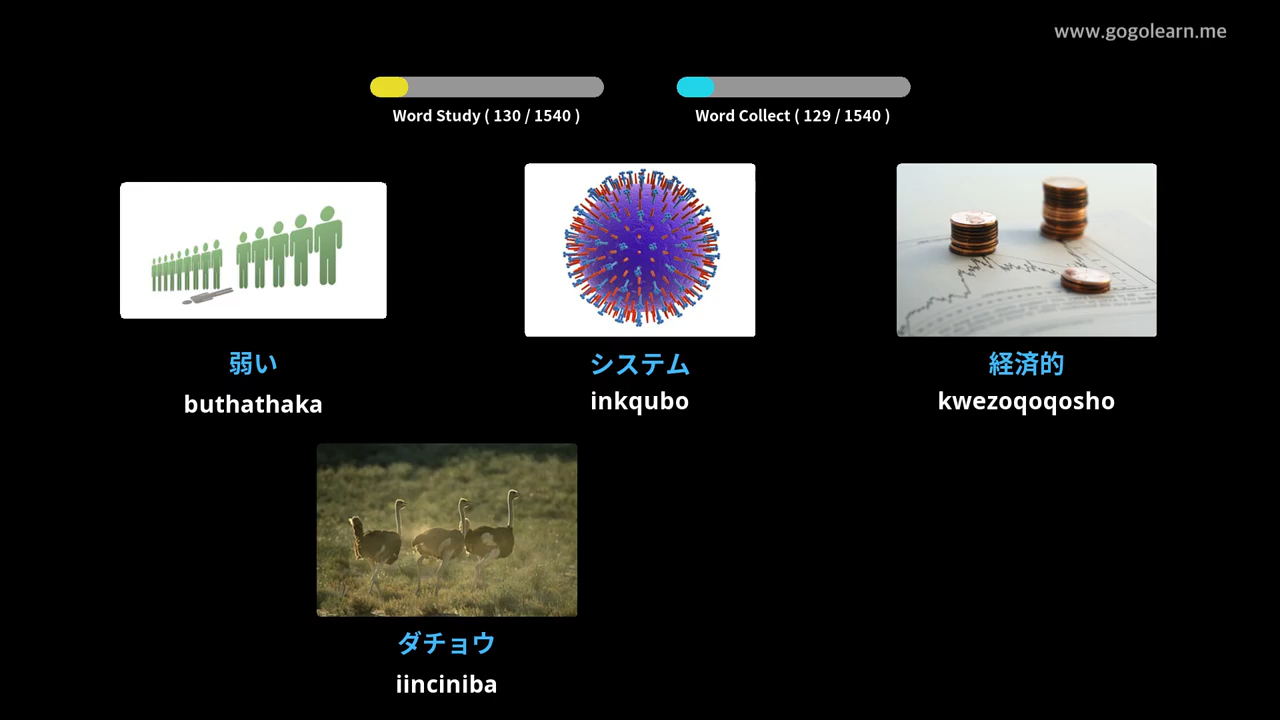 www.gogolearn.me
Word Study ( 130 / 1540 )
Word Collect ( 129 / 1540 )
弱い
buthathaka
システム
inkqubo
経済的
kwezoqoqosho
ダチョウ
iinciniba